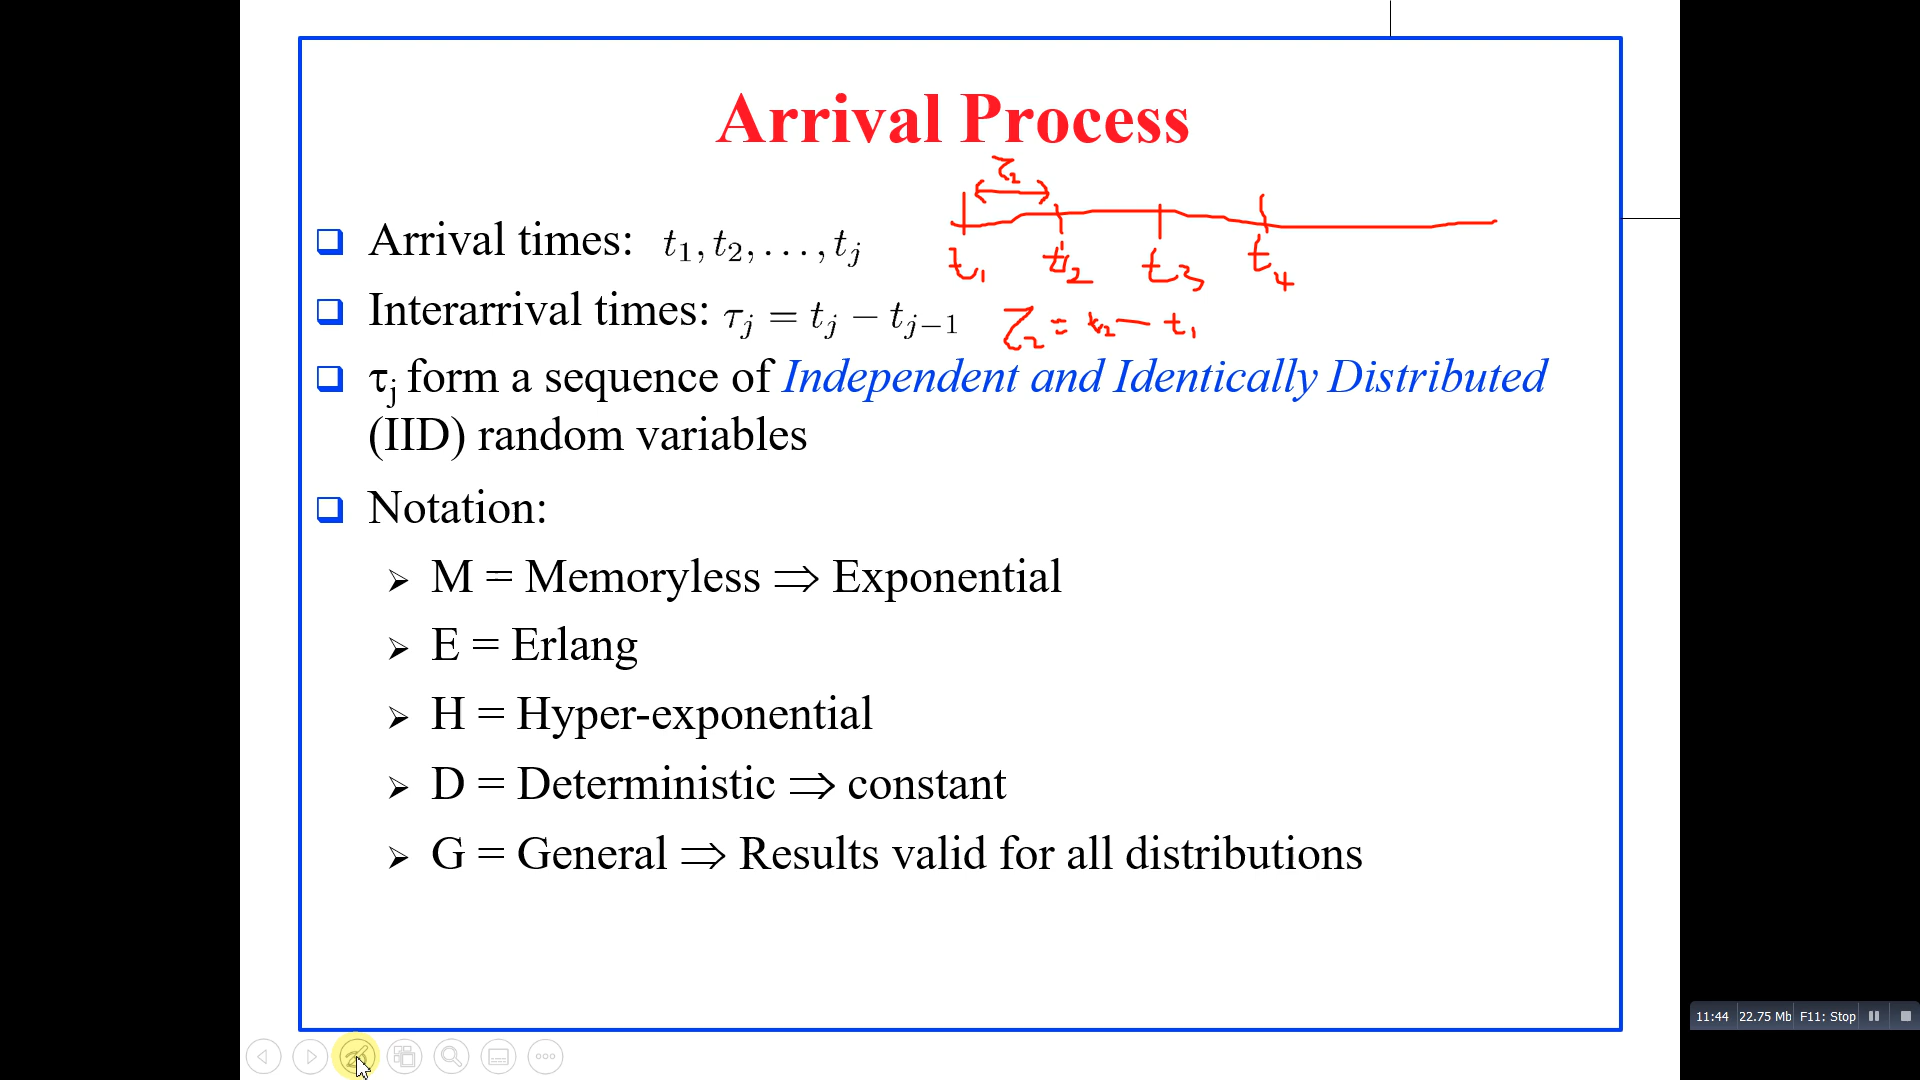 Arrival Process
τ₂
Arrival times: t₁, t₂, . . . , tⱼ
t₁ t₂ t₃ t₄
Interarrival times: τⱼ = tⱼ − tⱼ₋₁
τ₂ = t₂ − t₁
τj form a sequence of Independent and Identically Distributed
(IID) random variables
Notation:
M = Memoryless ⇒ Exponential
E = Erlang
H = Hyper-exponential
D = Deterministic ⇒ constant
G = General ⇒ Results valid for all distributions
11:44 22.75 Mb F11: Stop